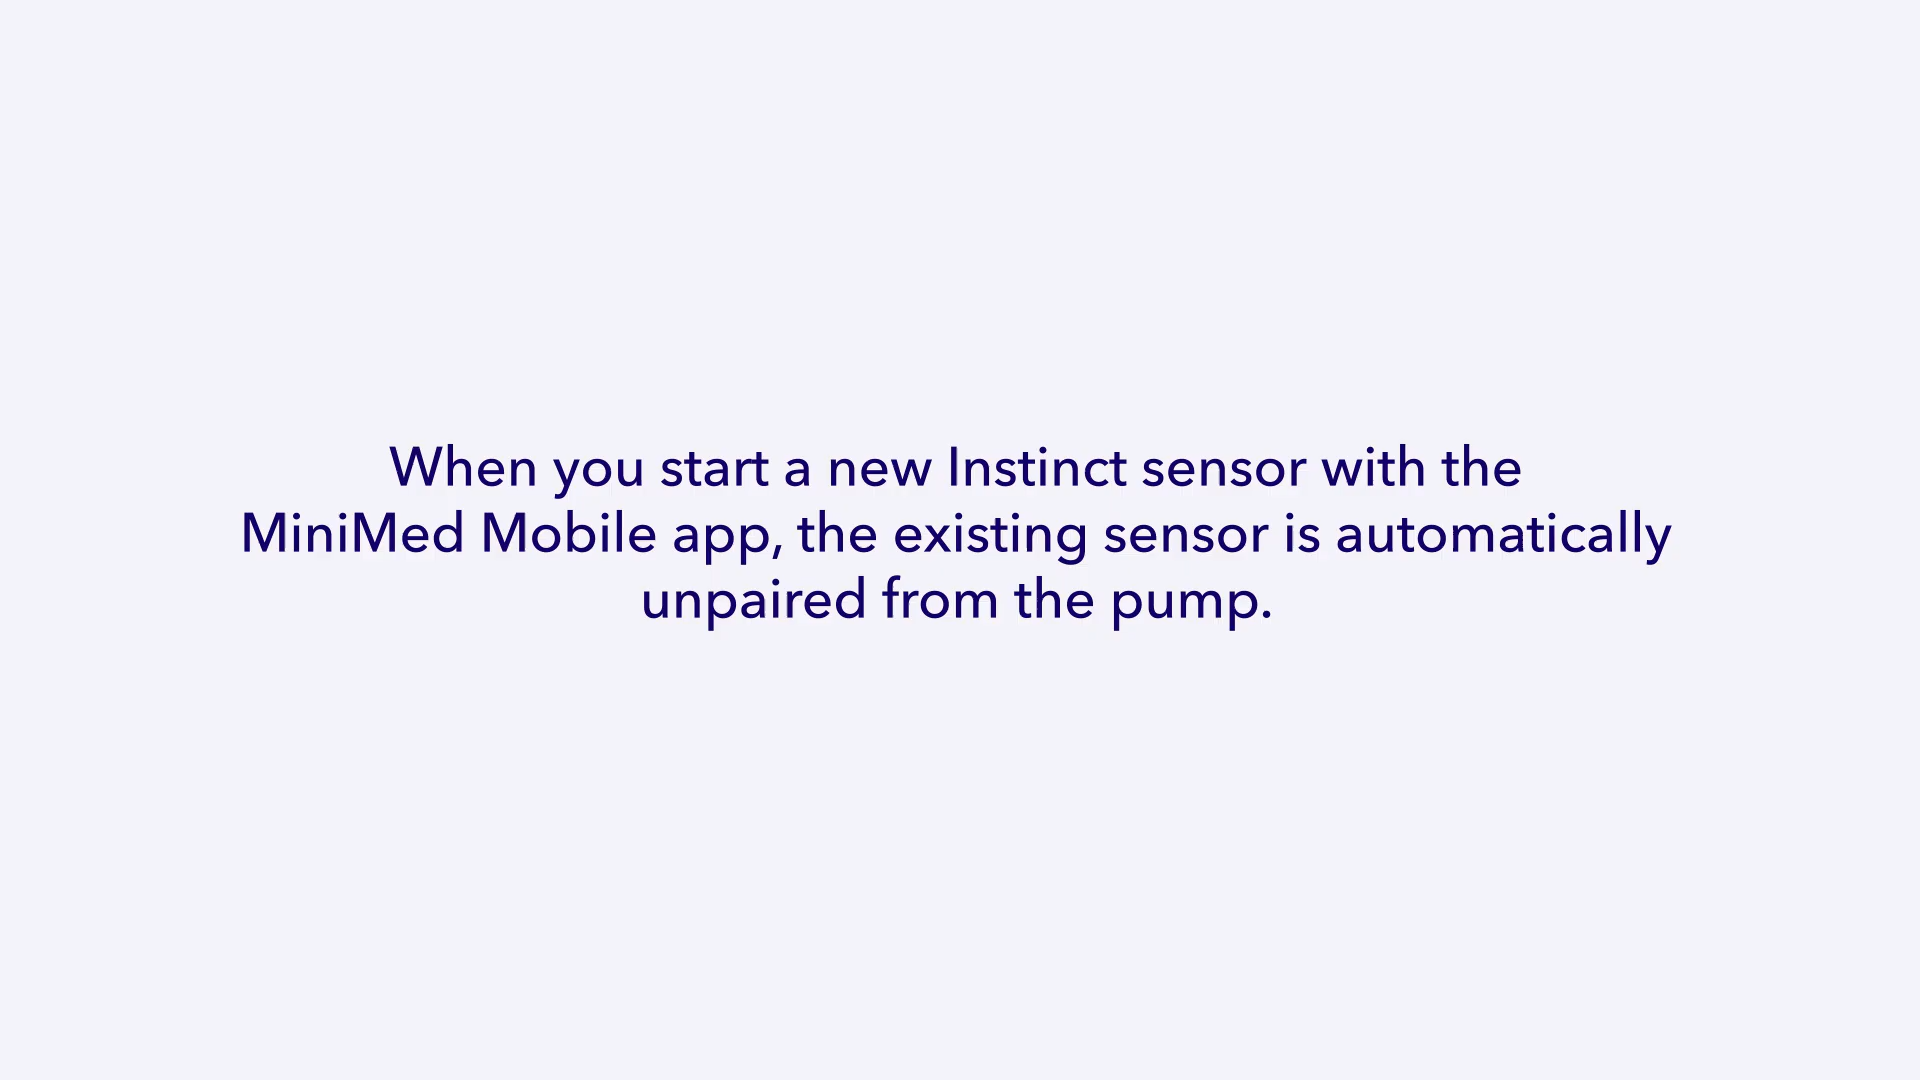 When you start a new Instinct sensor with the
MiniMed Mobile app, the existing sensor is automatically
unpaired from the pump.